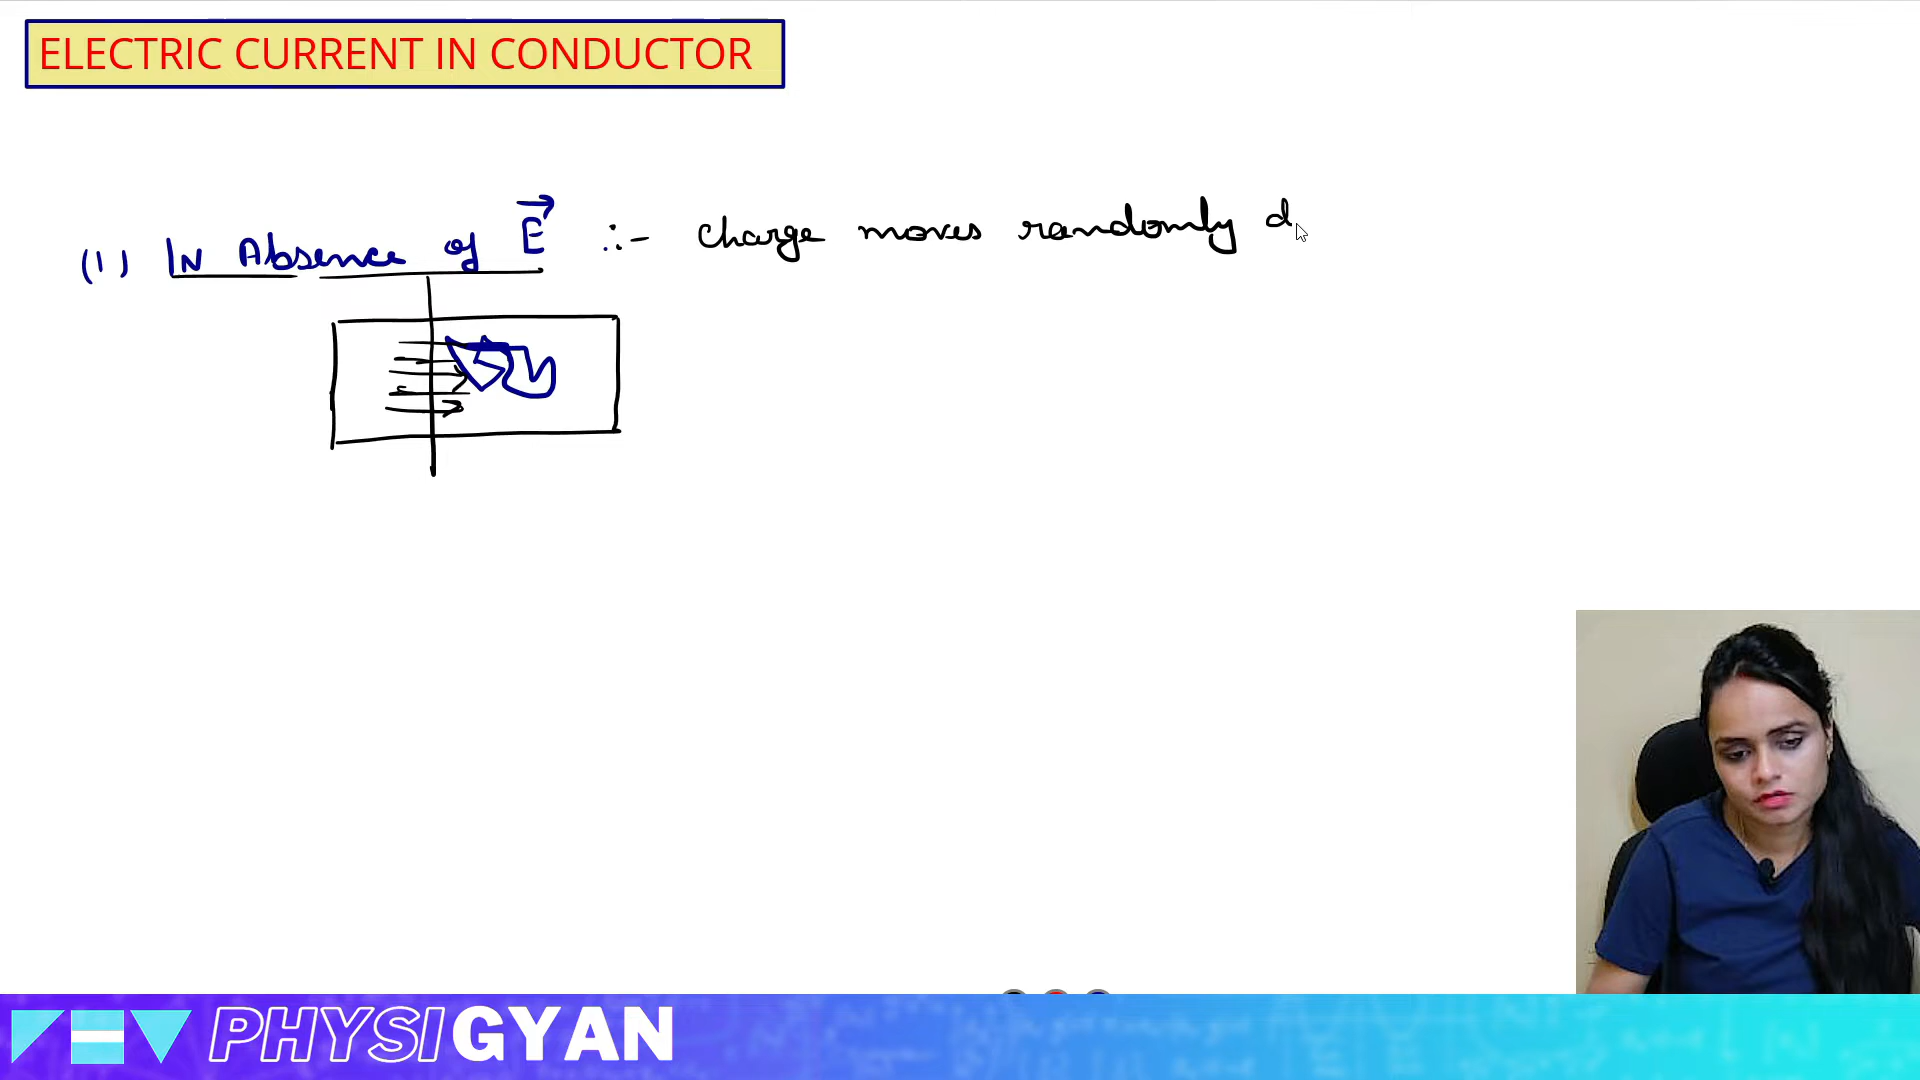 ELECTRIC CURRENT IN CONDUCTOR
(1) IN Absence of E⃗ :- charge moves randomly d
PHYSIGYAN